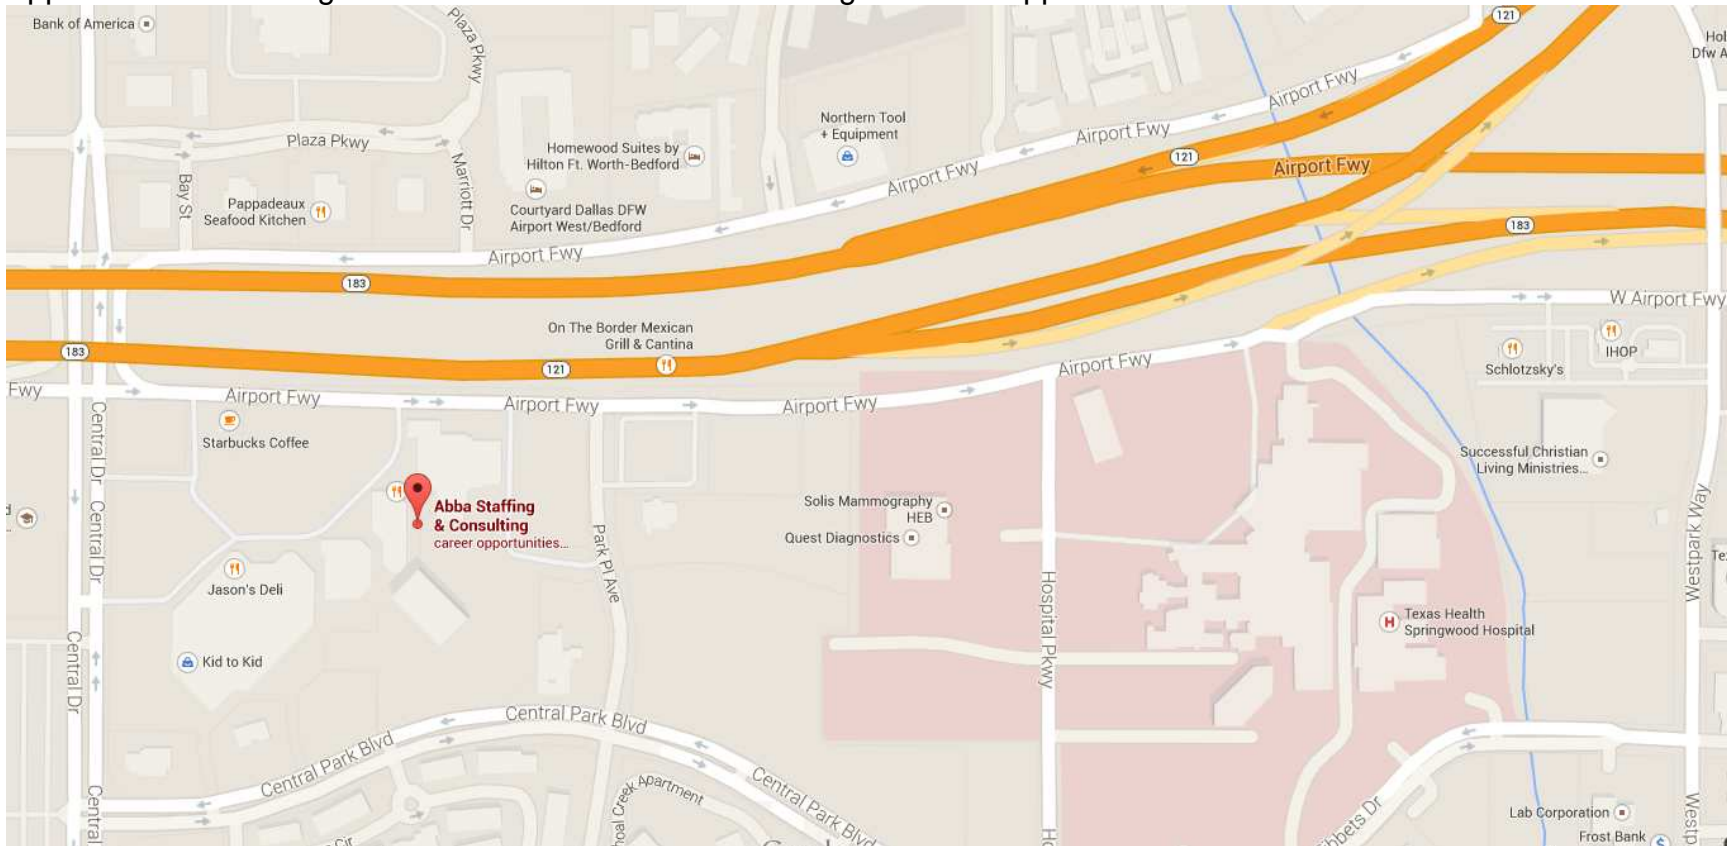 Bank of America
Plaza Pkwy
121
Airport Fwy
Northern Tool
+ Equipment
Airport Fwy
Plaza Pkwy
Homewood Suites by
Hilton Ft. Worth-Bedford
121
Airport Fwy
Airport Fwy
Marriott Dr
Bay St
Pappadeaux
Seafood Kitchen
Courtyard Dallas DFW
Airport West/Bedford
183
Airport Fwy
183
W Airport Fwy
On The Border Mexican
Grill & Cantina
183
121
IHOP
Schlotzsky's
Airport Fwy
Fwy
Airport Fwy
Airport Fwy
Airport Fwy
Central Dr
Starbucks Coffee
Successful Christian
Living Ministries...
Abba Staffing
& Consulting
career opportunities...
Solis Mammography
HEB
Quest Diagnostics
Central Dr
Park Pl Ave
Westpark Way
Jason's Deli
Hospital Pkwy
Texas Health
Springwood Hospital
H
Kid to Kid
Central Dr
Central Park Blvd
Central Park Blvd
Central Park Blvd
Apartment
Creek
Central
Lab Corporation
Frost Bank
Cir